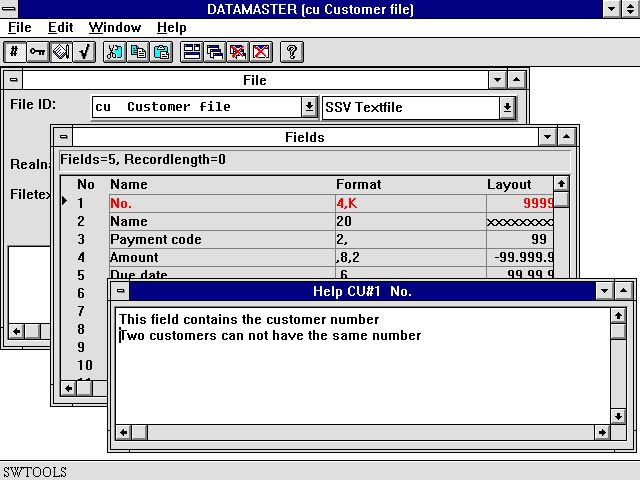 DATAMASTER (cu Customer file)
File Edit Window Help
# √ ?
File
File ID: cu Customer file SSV Textfile
Fields
Fields=5, Recordlength=0
Realna
Filetex
No Name Format Layout
1 No. 4,K 9999
2 Name 20 xxxxxxxxx
3 Payment code 2, 99
4 Amount ,8,2 -99.999.9
5 Due date ,6 99.99.9
6
7
8
9
10
Help CU#1 No.
This field contains the customer number
Two customers can not have the same number
SWTOOLS